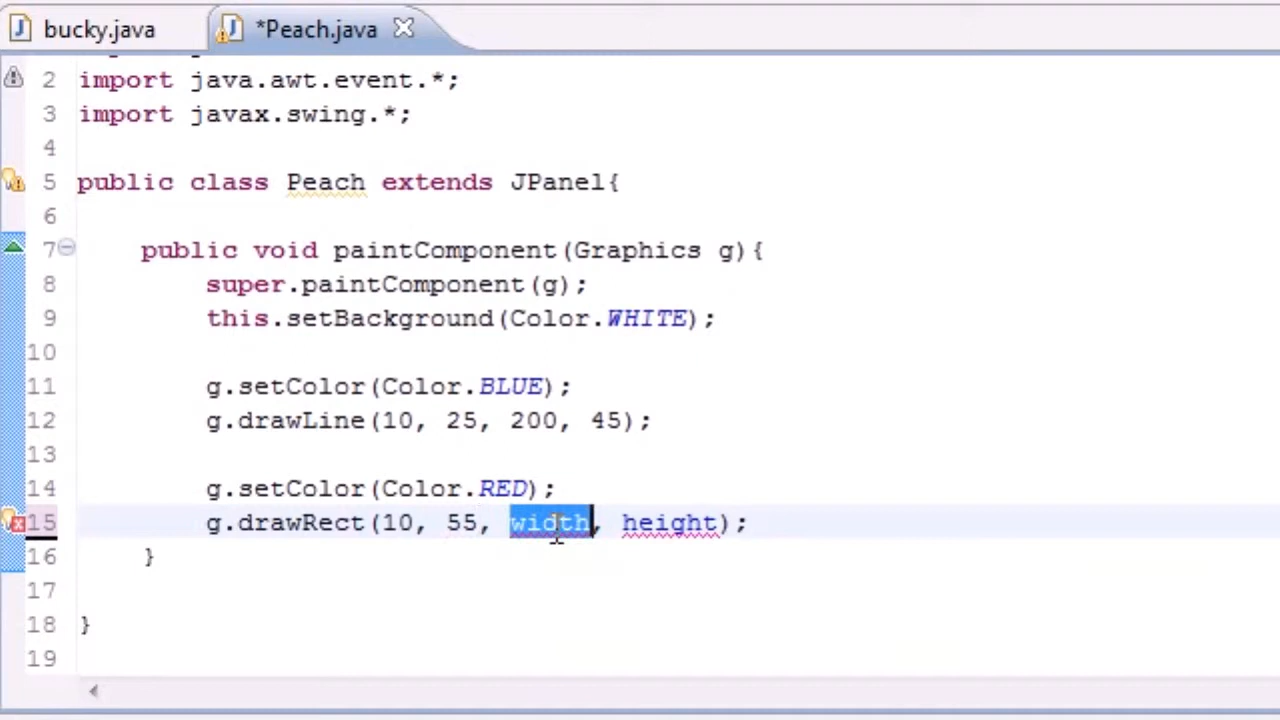 bucky.java *Peach.java
2 import java.awt.event.*;
3 import javax.swing.*;
4
5 public class Peach extends JPanel{
6
7 public void paintComponent(Graphics g){
8 super.paintComponent(g);
9 this.setBackground(Color.WHITE);
10
11 g.setColor(Color.BLUE);
12 g.drawLine(10, 25, 200, 45);
13
14 g.setColor(Color.RED);
15 g.drawRect(10, 55, width, height);
16 }
17
18 }
19